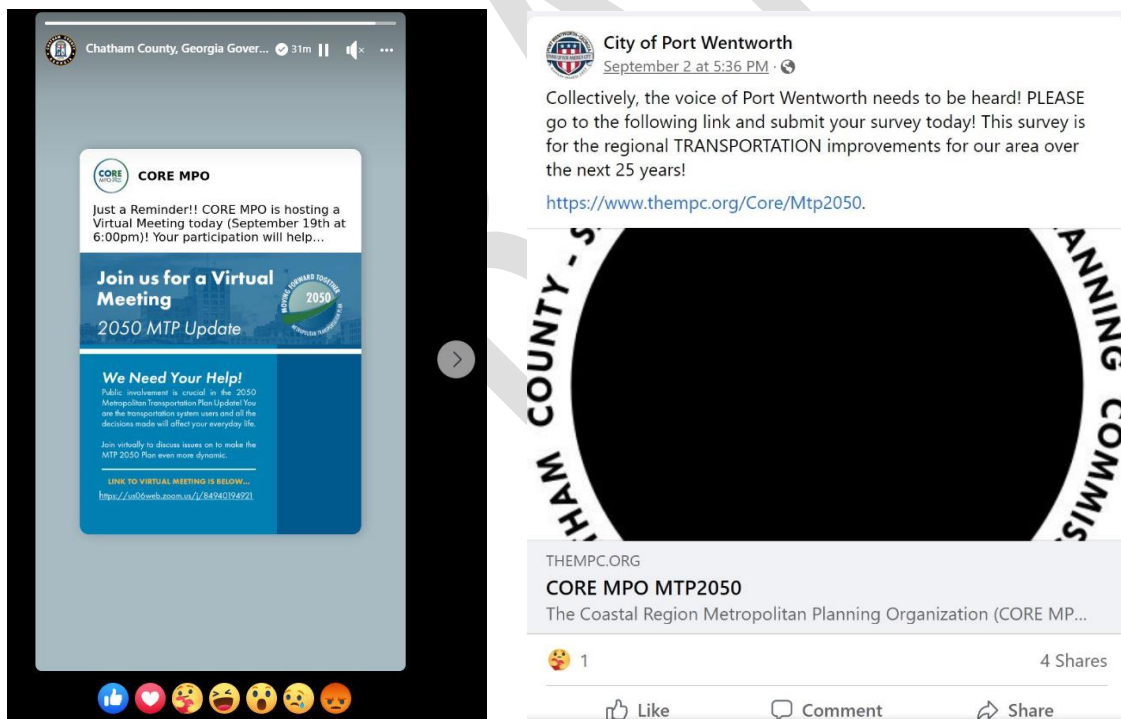 Chatham County, Georgia Gover... 31m
CORE
MPO
CORE MPO
Just a Reminder!! CORE MPO is hosting a
Virtual Meeting today (September 19th at
6:00pm)! Your participation will help...
Join us for a Virtual
Meeting
2050 MTP Update
MOVING FORWARD TOGETHER
2050
METROPOLITAN TRANSPORTATION PLAN
We Need Your Help!
Public involvement is crucial in the 2050
Metropolitan Transportation Plan Update! You
are the transportation system users and all the
decisions made will affect your everyday life.
Join virtually to discuss issues on to make the
MTP 2050 Plan even more dynamic.
LINK TO VIRTUAL MEETING IS BELOW...
https://us06web.zoom.us/j/84940194921
City of Port Wentworth
September 2 at 5:36 PM
Collectively, the voice of Port Wentworth needs to be heard! PLEASE
go to the following link and submit your survey today! This survey is
for the regional TRANSPORTATION improvements for our area over
the next 25 years!
https://www.thempc.org/Core/Mtp2050.
THAM COUNTY - S
ANNING COMMIS
THEMPC.ORG
CORE MPO MTP2050
The Coastal Region Metropolitan Planning Organization (CORE MP...
1
4 Shares
Like
Comment
Share